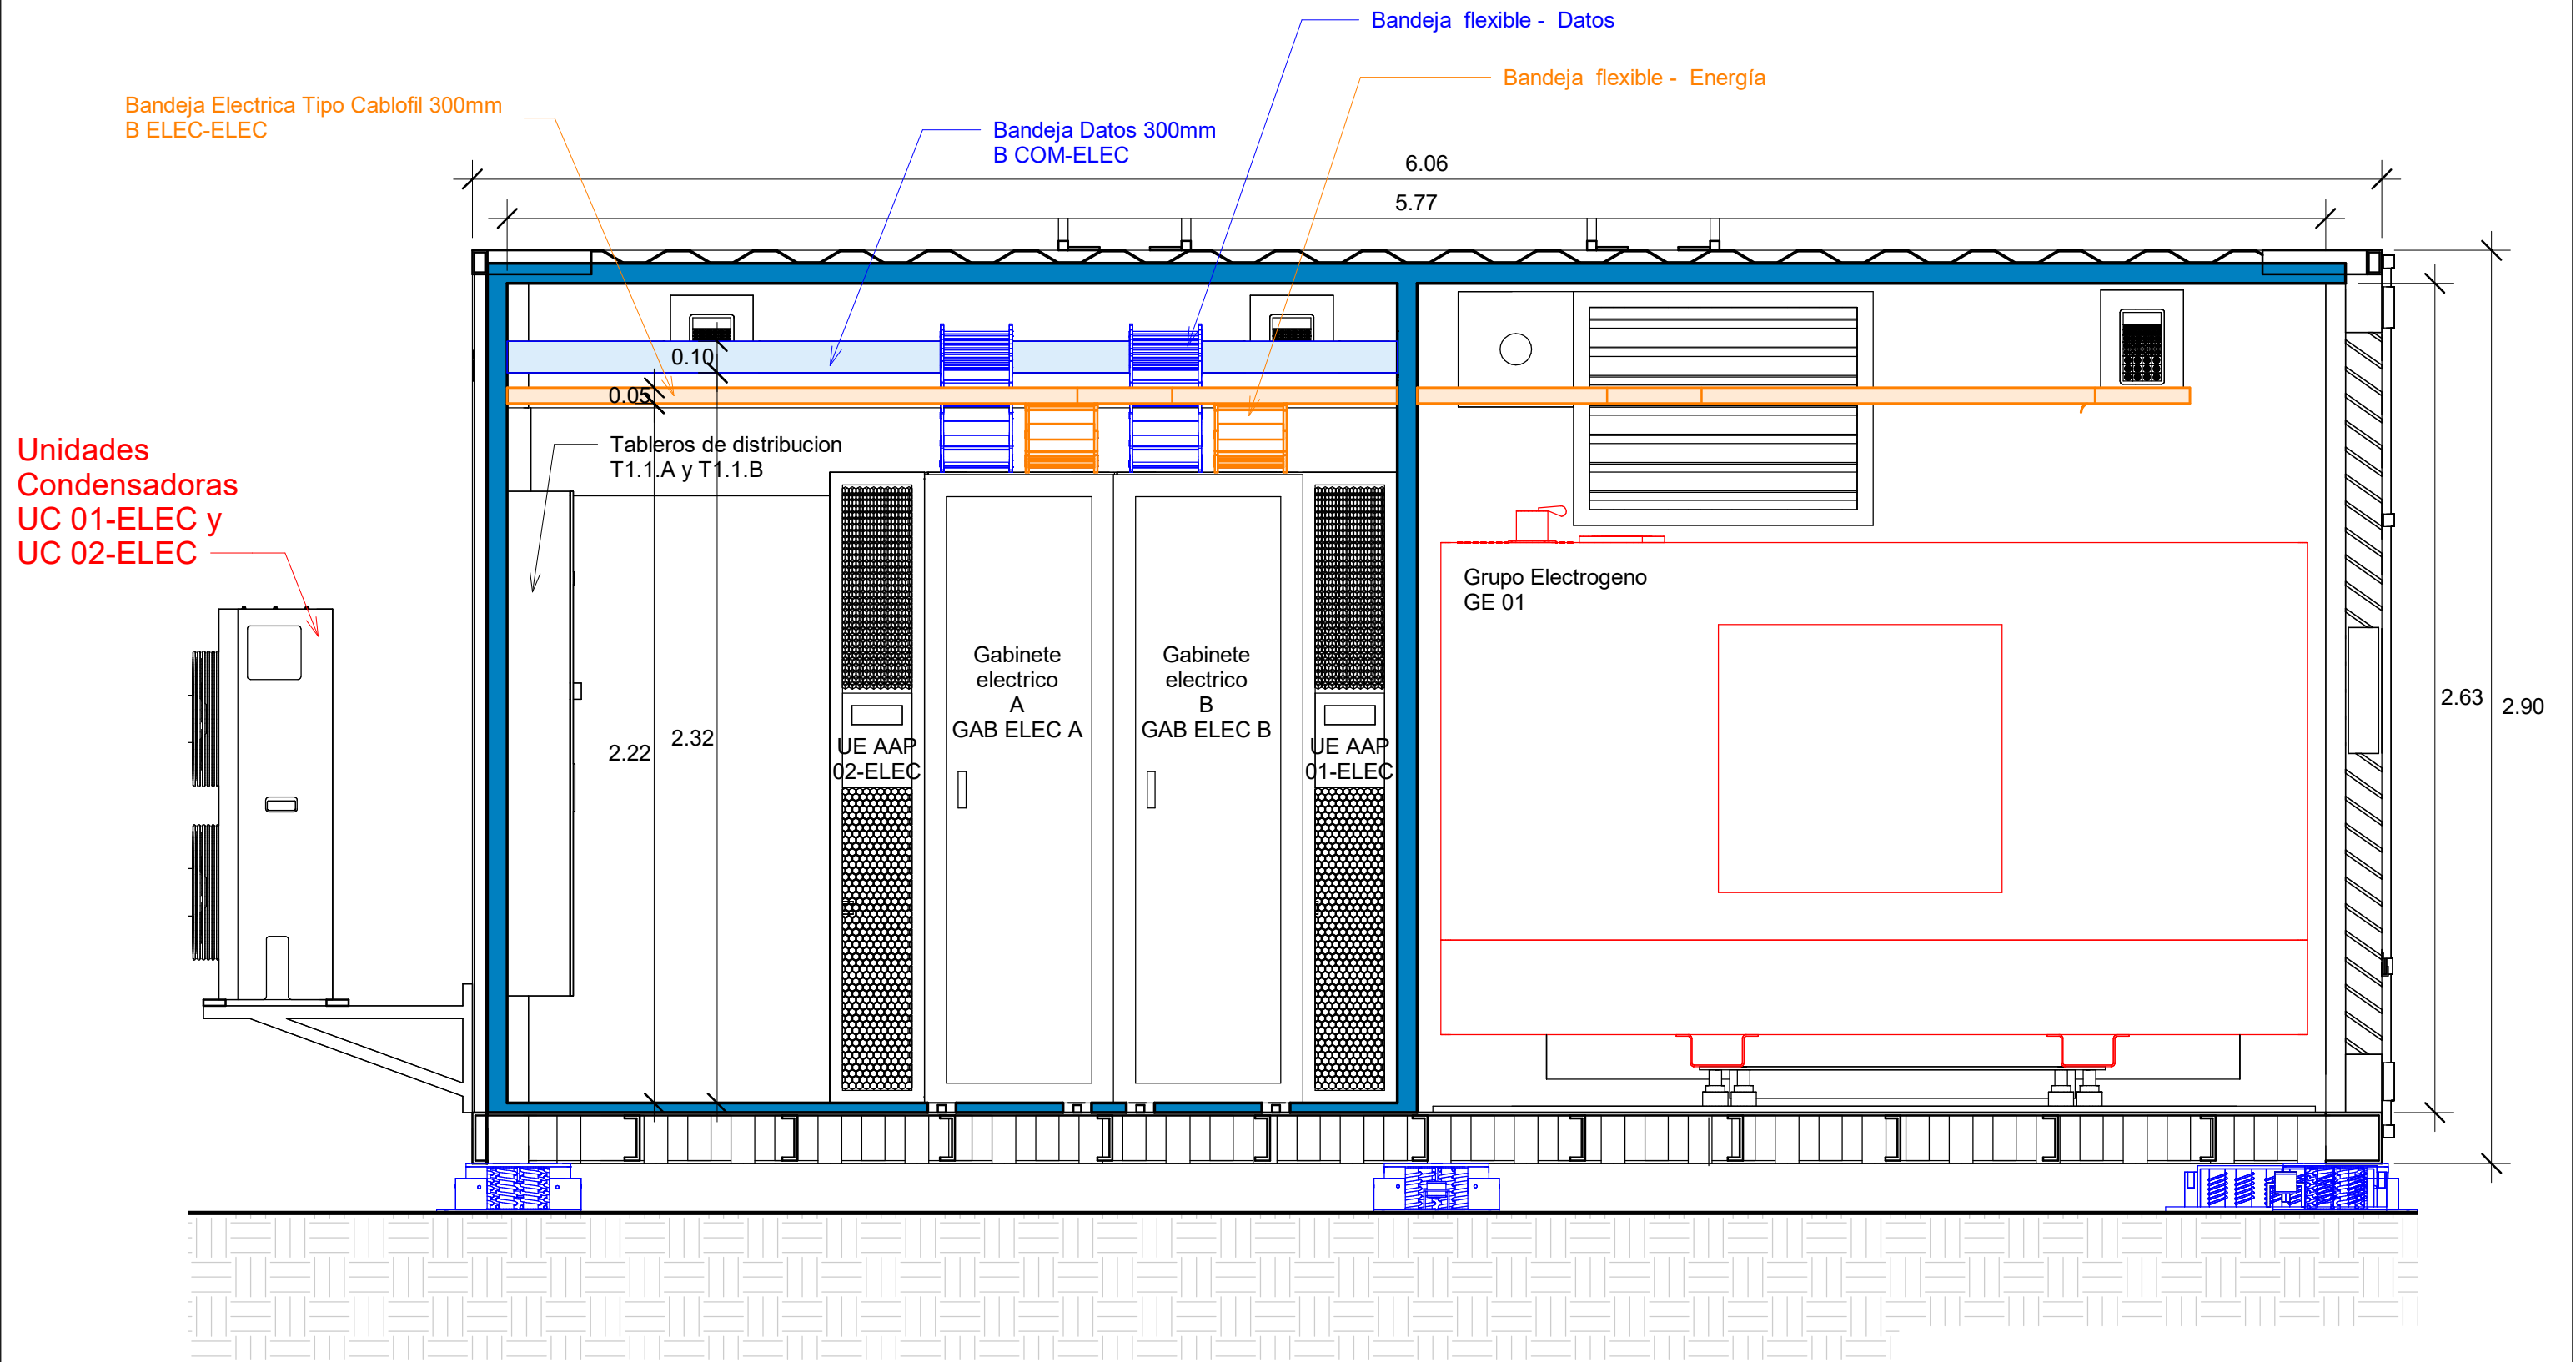 Bandeja flexible - Datos
Bandeja flexible - Energía
Bandeja Electrica Tipo Cablofil 300mm
B ELEC-ELEC
Bandeja Datos 300mm
B COM-ELEC
6.06
5.77
0.10
0.05
Tableros de distribucion
T1.1.A y T1.1.B
Unidades
Condensadoras
UC 01-ELEC y
UC 02-ELEC
Grupo Electrogeno
GE 01
Gabinete
electrico
A
GAB ELEC A
Gabinete
electrico
B
GAB ELEC B
UE AAP
02-ELEC
UE AAP
01-ELEC
2.22
2.32
2.63
2.90